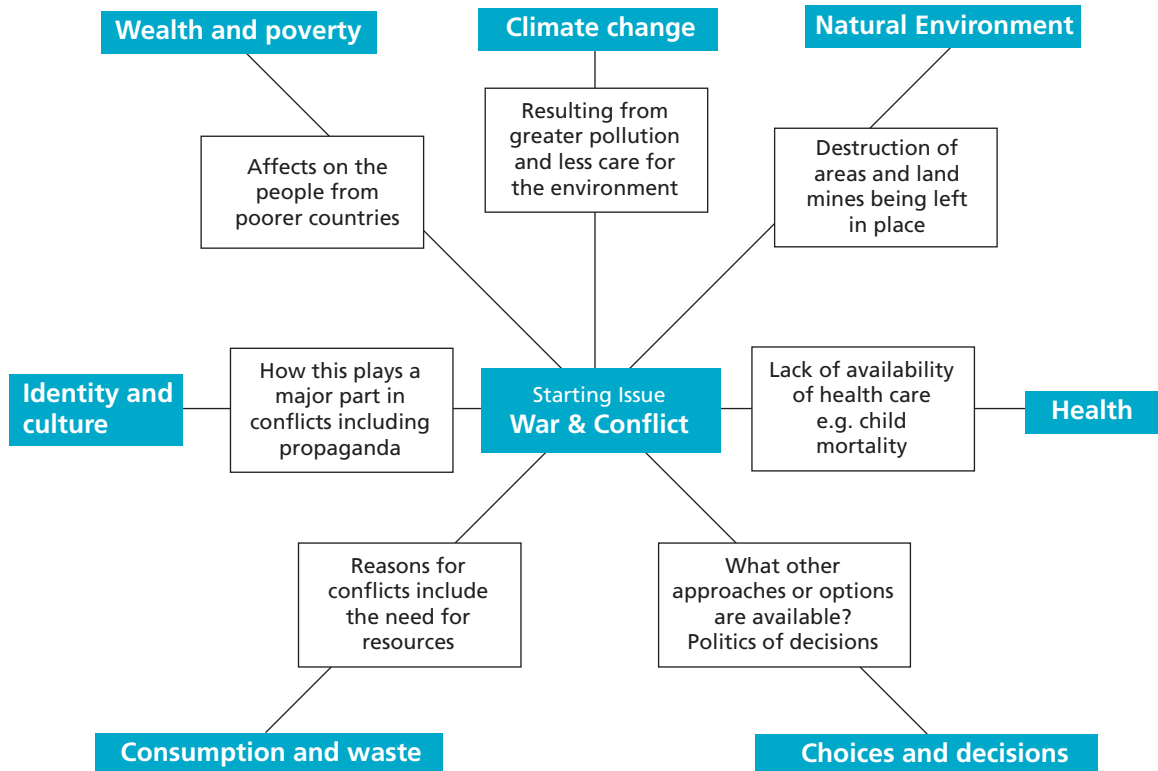 Wealth and poverty
Climate change
Natural Environment
Affects on the
people from
poorer countries
Resulting from
greater pollution
and less care for
the environment
Destruction of
areas and land
mines being left
in place
Identity and
culture
How this plays a
major part in
conflicts including
propaganda
Starting Issue
War & Conflict
Lack of availability
of health care
e.g. child
mortality
Health
Reasons for
conflicts include
the need for
resources
What other
approaches or options
are available?
Politics of decisions
Consumption and waste
Choices and decisions